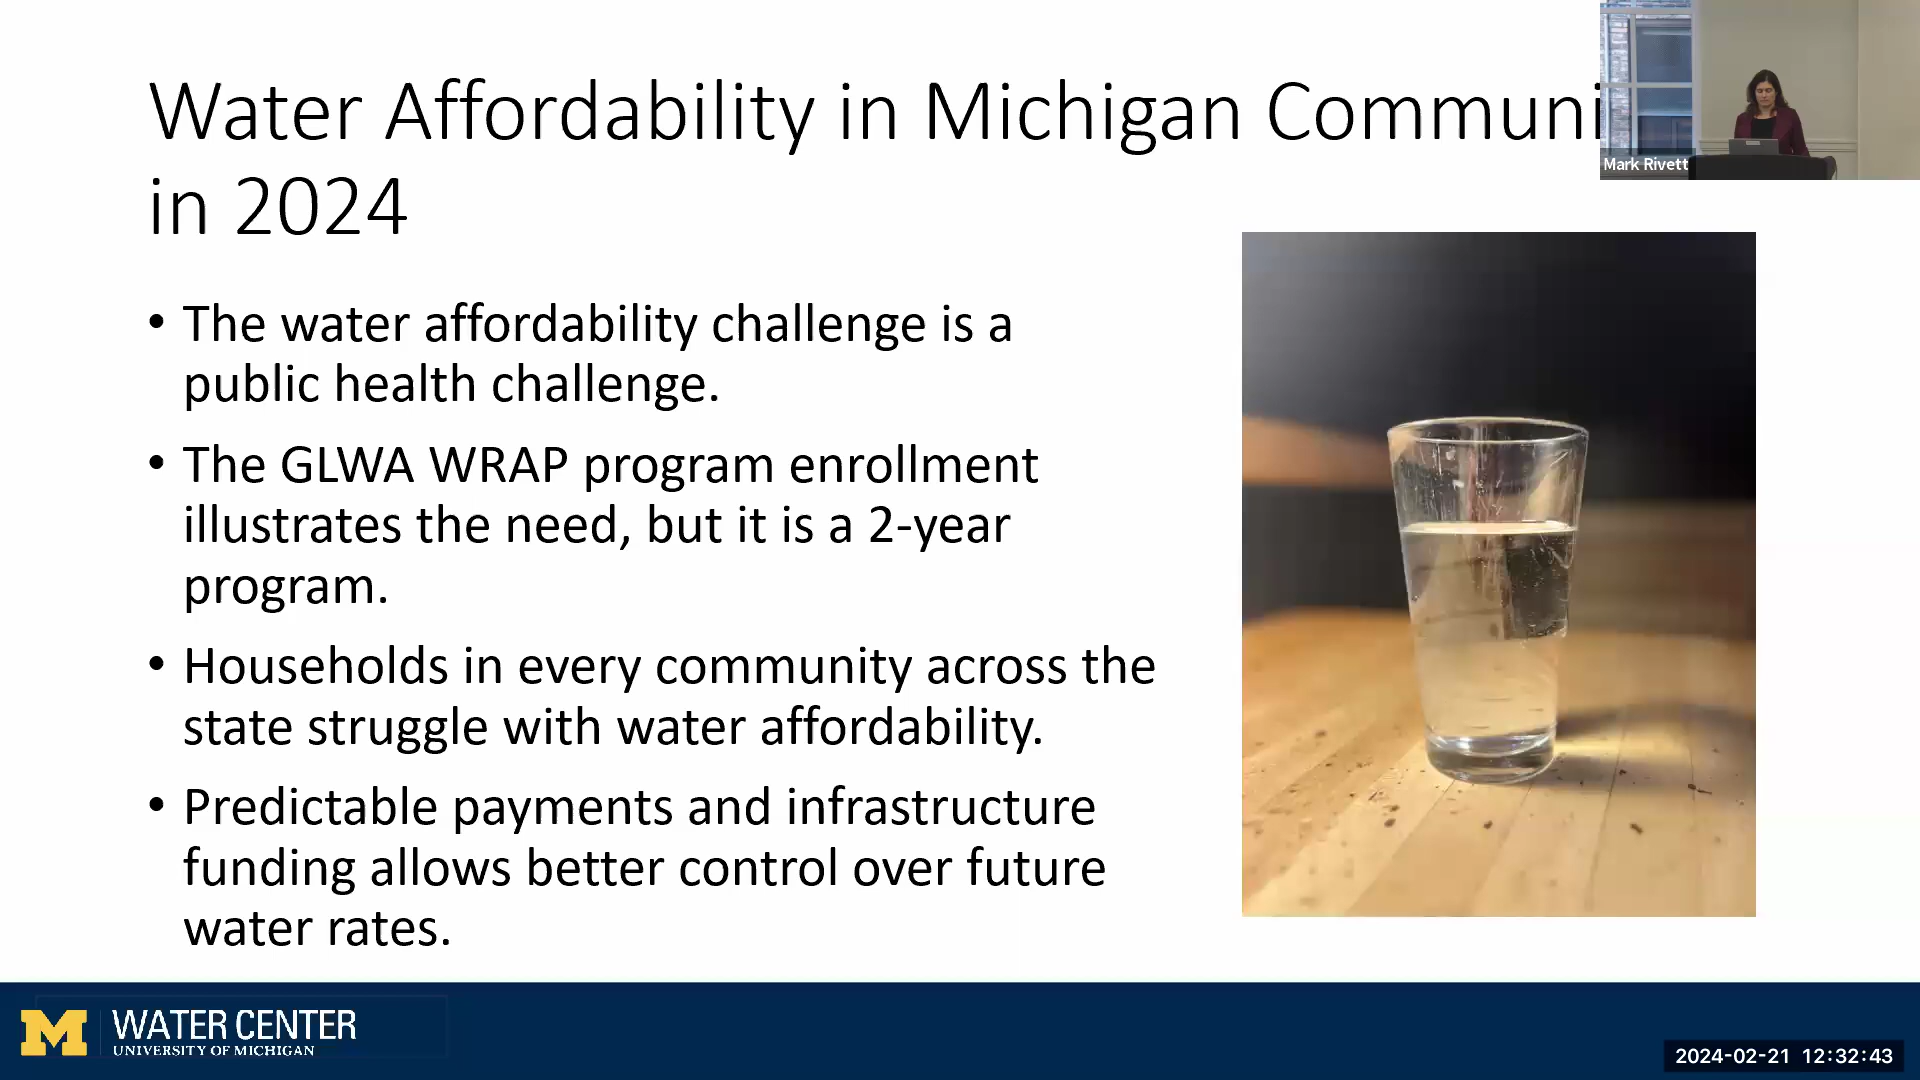 Water Affordability in Michigan Communi
in 2024
Mark Rivett
• The water affordability challenge is a
public health challenge.
• The GLWA WRAP program enrollment
illustrates the need, but it is a 2-year
program.
• Households in every community across the
state struggle with water affordability.
• Predictable payments and infrastructure
funding allows better control over future
water rates.
M WATER CENTER
UNIVERSITY OF MICHIGAN
2024-02-21 12:32:43